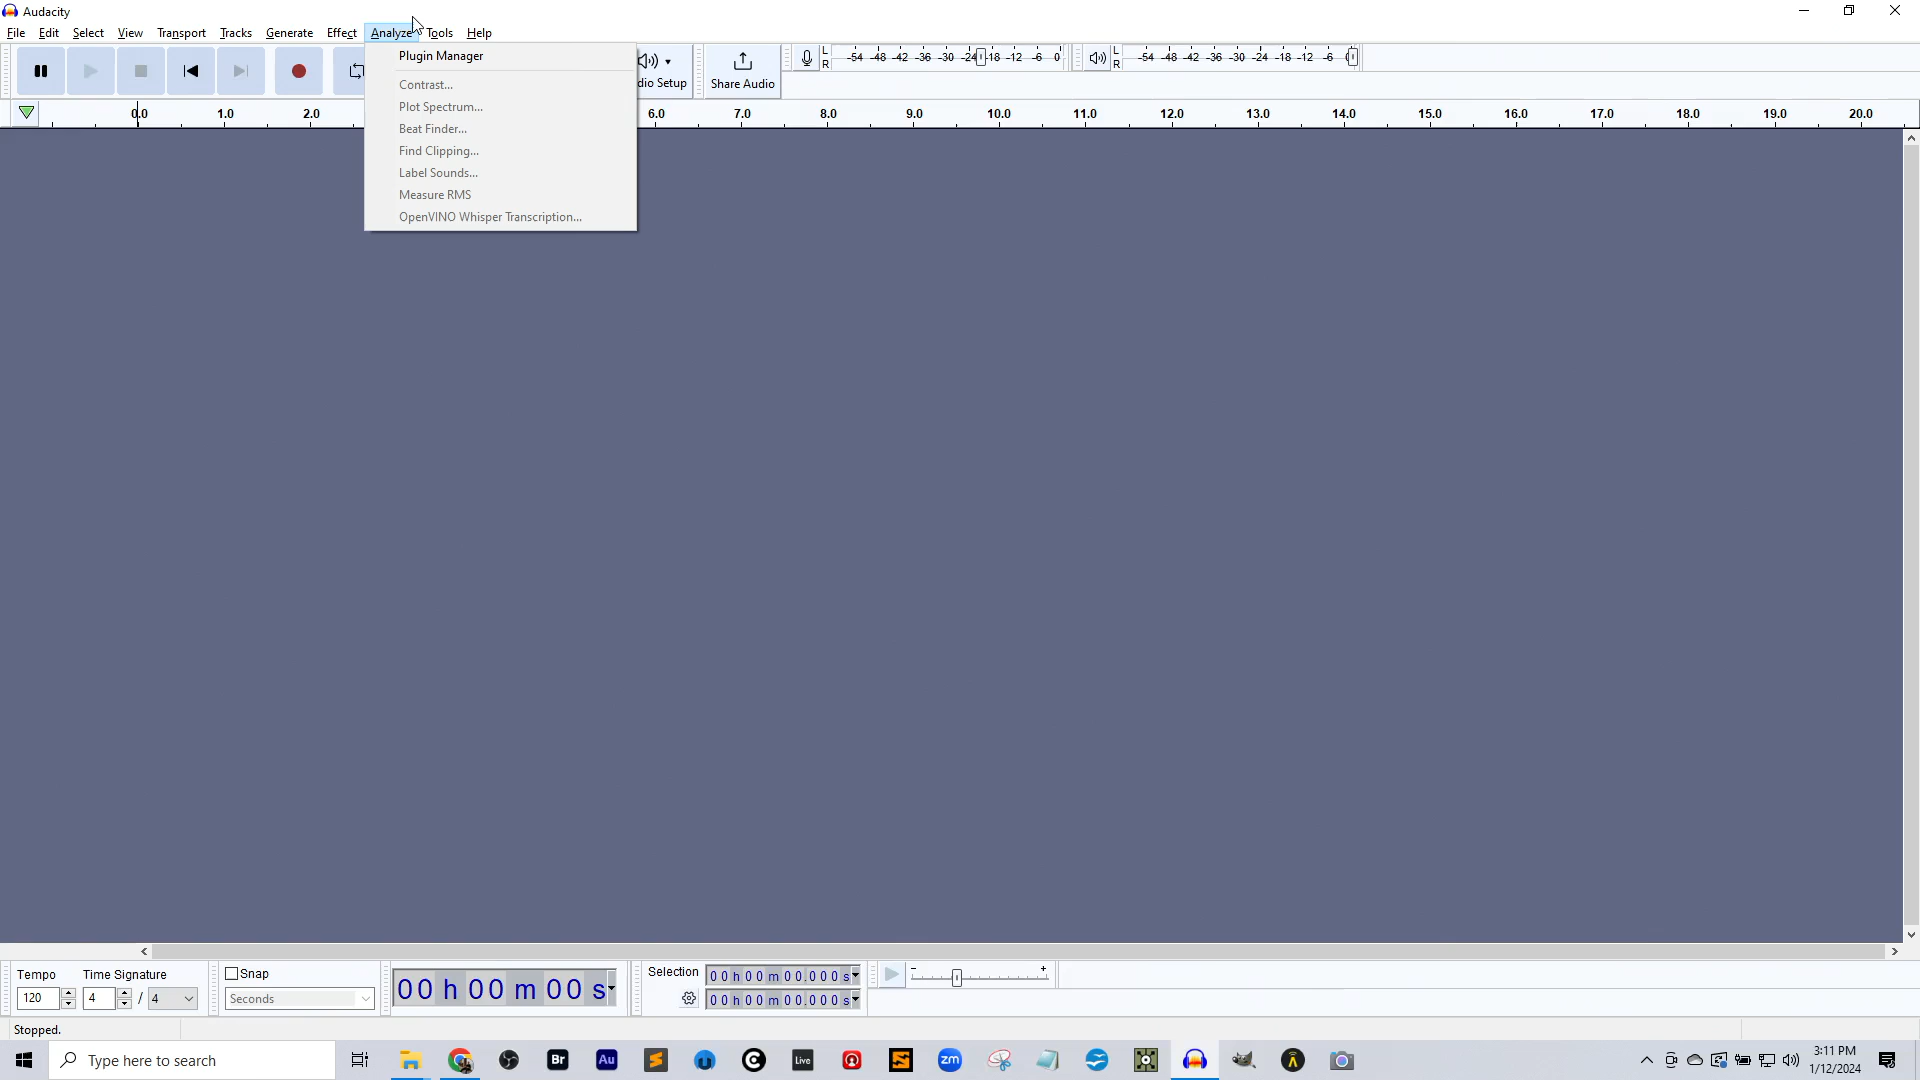 Audacity
File Edit Select View Transport Tracks Generate Effect Analyze Tools Help
Plugin Manager
Contrast...
Plot Spectrum...
Beat Finder...
Find Clipping...
Label Sounds...
Measure RMS
OpenVINO Whisper Transcription...
dio Setup
Share Audio
L
R
-54 -48 -42 -36 -30 -24 -18 -12 -6 0
L
R
-54 -48 -42 -36 -30 -24 -18 -12 -6 0
0.0 1.0 2.0 6.0 7.0 8.0 9.0 10.0 11.0 12.0 13.0 14.0 15.0 16.0 17.0 18.0 19.0 20.0
Tempo Time Signature
120 4 / 4
Snap
Seconds
00 h 00 m 00 s
Selection
00 h 00 m 00.000 s
00 h 00 m 00.000 s
- +
Stopped.
Type here to search
Br
Au
Live
zm
3:11 PM
1/12/2024